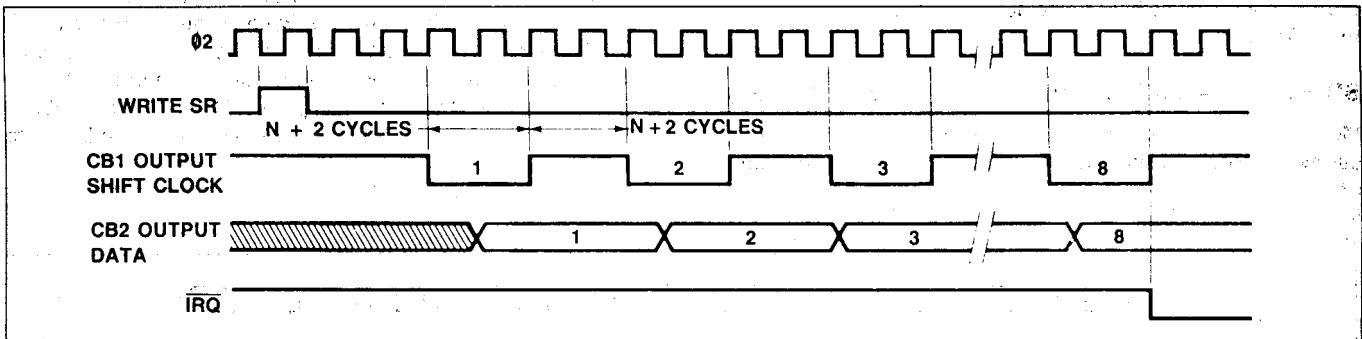 ϕ2
WRITE SR
N + 2 CYCLES
N + 2 CYCLES
CB1 OUTPUT
SHIFT CLOCK
1
2
3
8
CB2 OUTPUT
DATA
1
2
3
8
IRQ